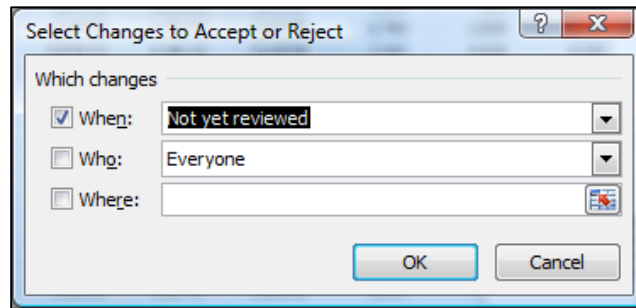 Select Changes to Accept or Reject
Which changes
When: Not yet reviewed
Who: Everyone
Where:
OK Cancel